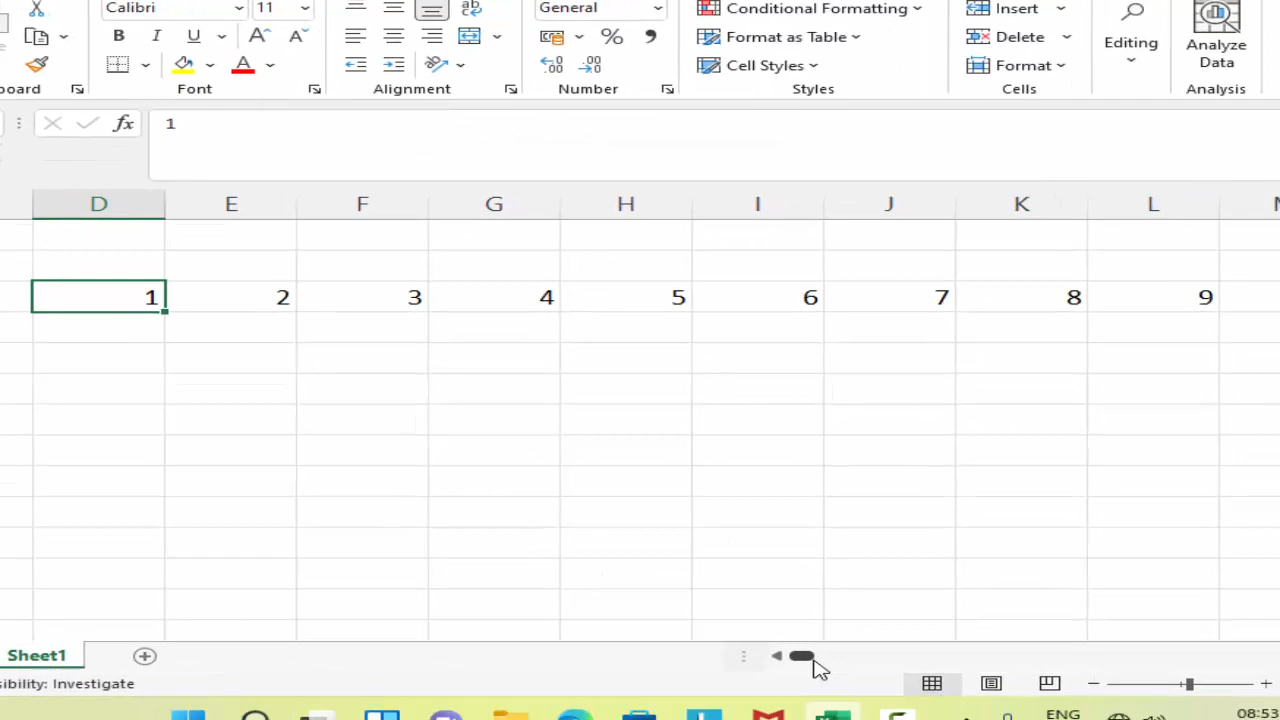 Calibri 11 General Conditional Formatting Insert
B I U A A % Format as Table Delete Editing Analyze
A Cell Styles Format Data
board Font Alignment Number Styles Cells Analysis
fx 1
D E F G H I J K L
1 2 3 4 5 6 7 8 9
Sheet1
sibility: Investigate
ENG 08:53